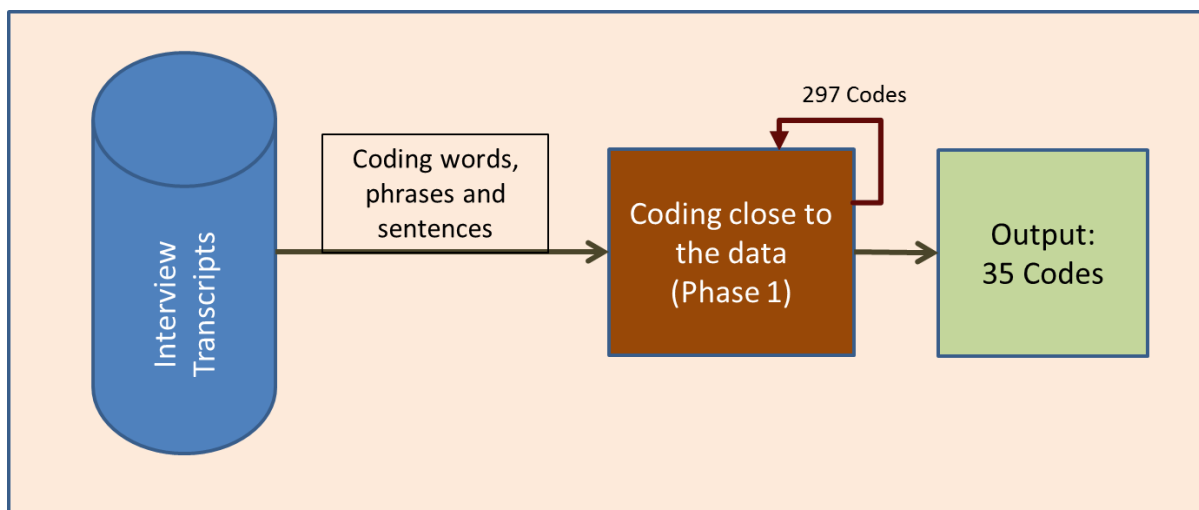 Interview
Transcripts
Coding words,
phrases and
sentences
297 Codes
Coding close to
the data
(Phase 1)
Output:
35 Codes